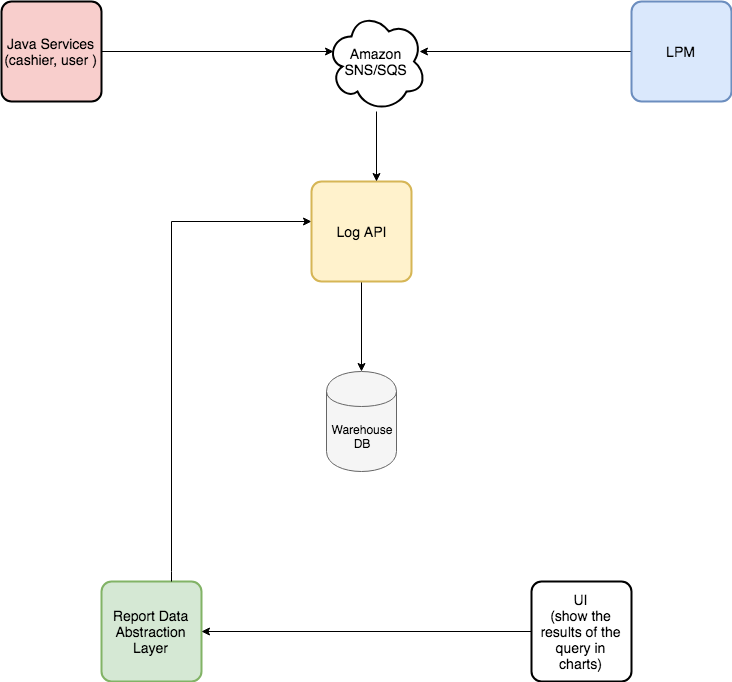 Java Services
(cashier, user )
Amazon
SNS/SQS
LPM
Log API
Warehouse
DB
Report Data
Abstraction
Layer
UI
(show the
results of the
query in
charts)